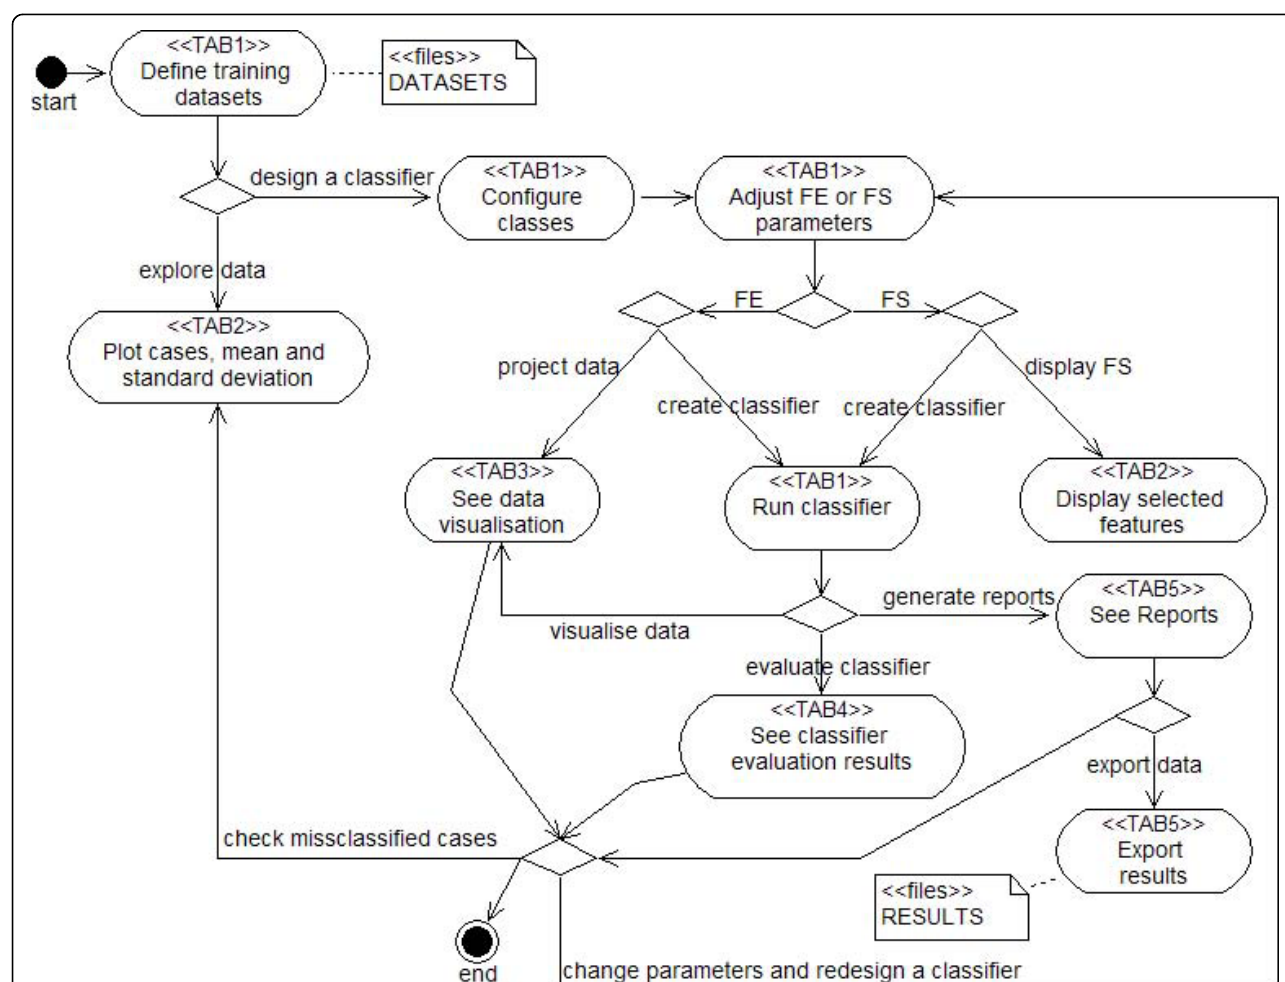 <<TAB1>>
Define training
datasets
<<files>>
DATASETS
start
design a classifier
<<TAB1>>
Configure
classes
<<TAB1>>
Adjust FE or FS
parameters
explore data
FE
FS
<<TAB2>>
Plot cases, mean and
standard deviation
project data
display FS
create classifier
create classifier
<<TAB3>>
See data
visualisation
<<TAB1>>
Run classifier
<<TAB2>>
Display selected
features
generate reports
<<TAB5>>
See Reports
visualise data
evaluate classifier
<<TAB4>>
See classifier
evaluation results
export data
check missclassified cases
<<TAB5>>
Export
results
<<files>>
RESULTS
end
change parameters and redesign a classifier